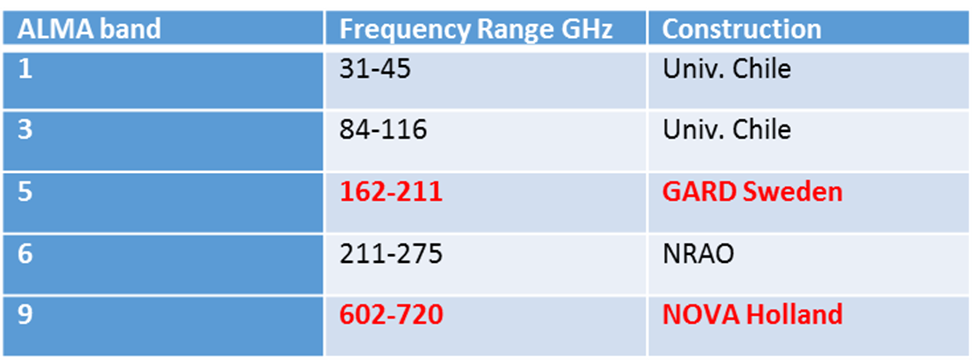 ALMA band Frequency Range GHz Construction
1 31-45 Univ. Chile
3 84-116 Univ. Chile
5 162-211 GARD Sweden
6 211-275 NRAO
9 602-720 NOVA Holland